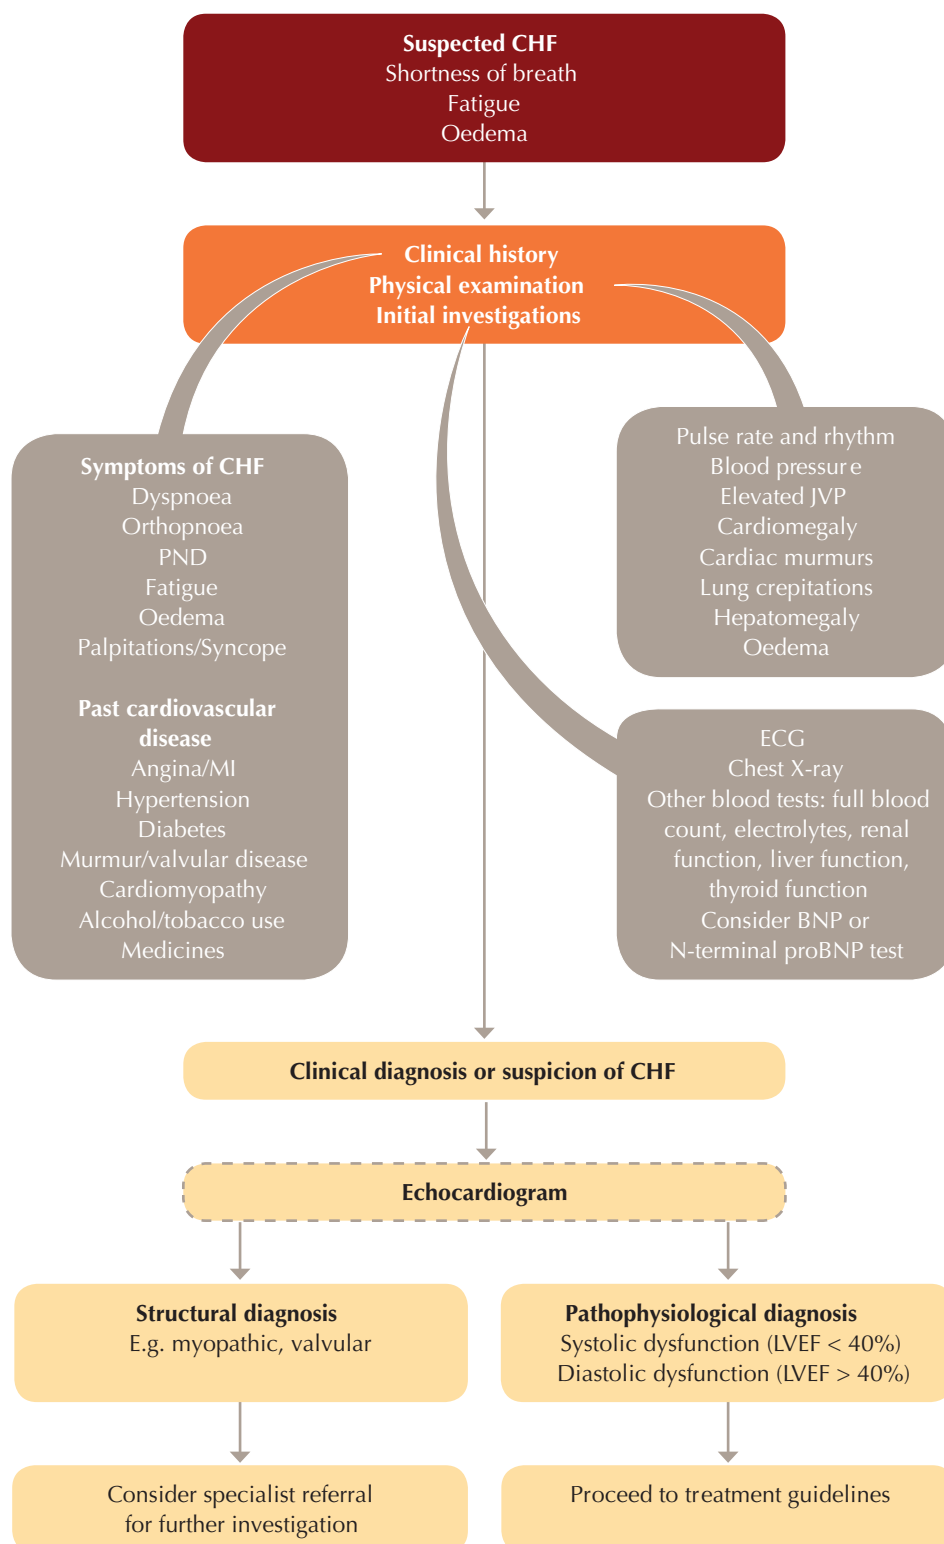 Suspected CHF
Shortness of breath
Fatigue
Oedema
Clinical history
Physical examination
Initial investigations
Symptoms of CHF
Dyspnoea
Orthopnoea
PND
Fatigue
Oedema
Palpitations/Syncope
Past cardiovascular
disease
Angina/MI
Hypertension
Diabetes
Murmur/valvular disease
Cardiomyopathy
Alcohol/tobacco use
Medicines
Pulse rate and rhythm
Blood pressure
Elevated JVP
Cardiomegaly
Cardiac murmurs
Lung crepitations
Hepatomegaly
Oedema
ECG
Chest X-ray
Other blood tests: full blood
count, electrolytes, renal
function, liver function,
thyroid function
Consider BNP or
N-terminal proBNP test
Clinical diagnosis or suspicion of CHF
Echocardiogram
Structural diagnosis
E.g. myopathic, valvular
Pathophysiological diagnosis
Systolic dysfunction (LVEF < 40%)
Diastolic dysfunction (LVEF > 40%)
Consider specialist referral
for further investigation
Proceed to treatment guidelines